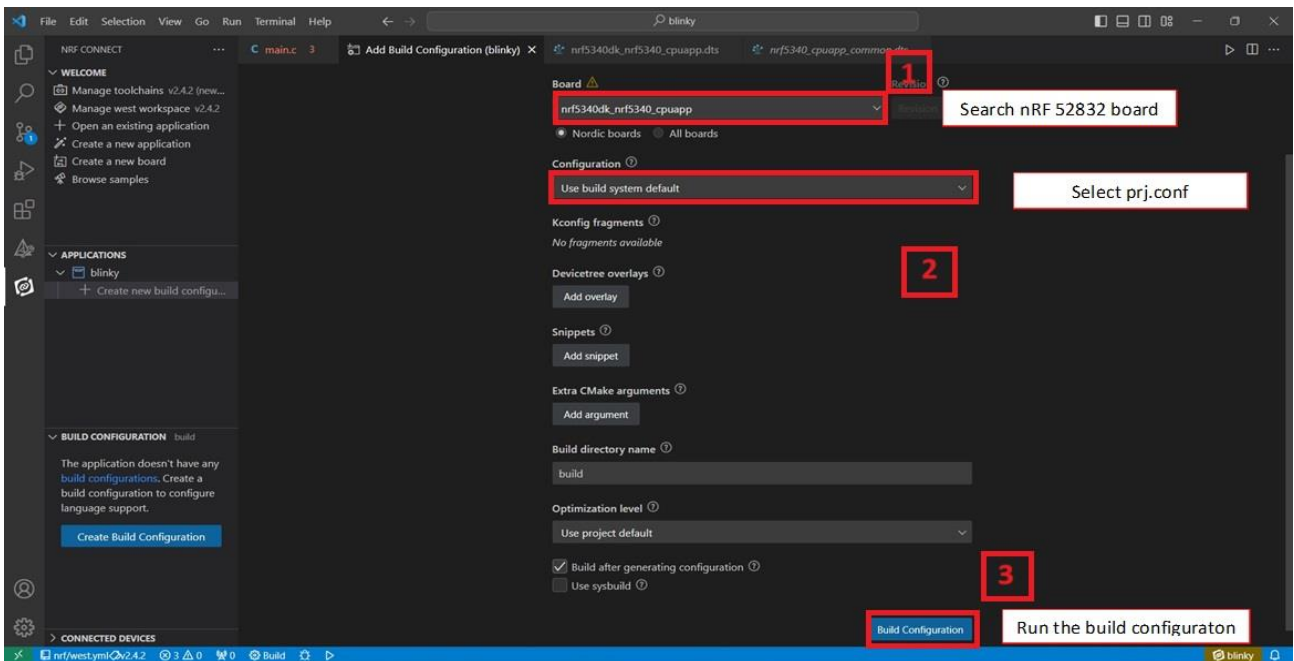 File Edit Selection View Go Run Terminal Help
blinky
NRF CONNECT
C main.c 3
Add Build Configuration (blinky)
nrf5340dk_nrf5340_cpuapp.dts
nrf5340_cpuapp_common.dts
WELCOME
Manage toolchains v2.4.2 (new...
Manage west workspace v2.4.2
Open an existing application
Create a new application
Create a new board
Browse samples
APPLICATIONS
blinky
Create new build configu...
BUILD CONFIGURATION build
The application doesn't have any
build configurations. Create a
build configuration to configure
language support.
Create Build Configuration
CONNECTED DEVICES
Board
1
Revision
nrf5340dk_nrf5340_cpuapp
Revision
Search nRF 52832 board
Nordic boards
All boards
Configuration
Use build system default
Select prj.conf
Kconfig fragments
No fragments available
2
Devicetree overlays
Add overlay
Snippets
Add snippet
Extra CMake arguments
Add argument
Build directory name
build
Optimization level
Use project default
Build after generating configuration
3
Use sysbuild
Build Configuration
Run the build configuraton
nrf/west.yml v2.4.2
3 0
0
Build
blinky
1